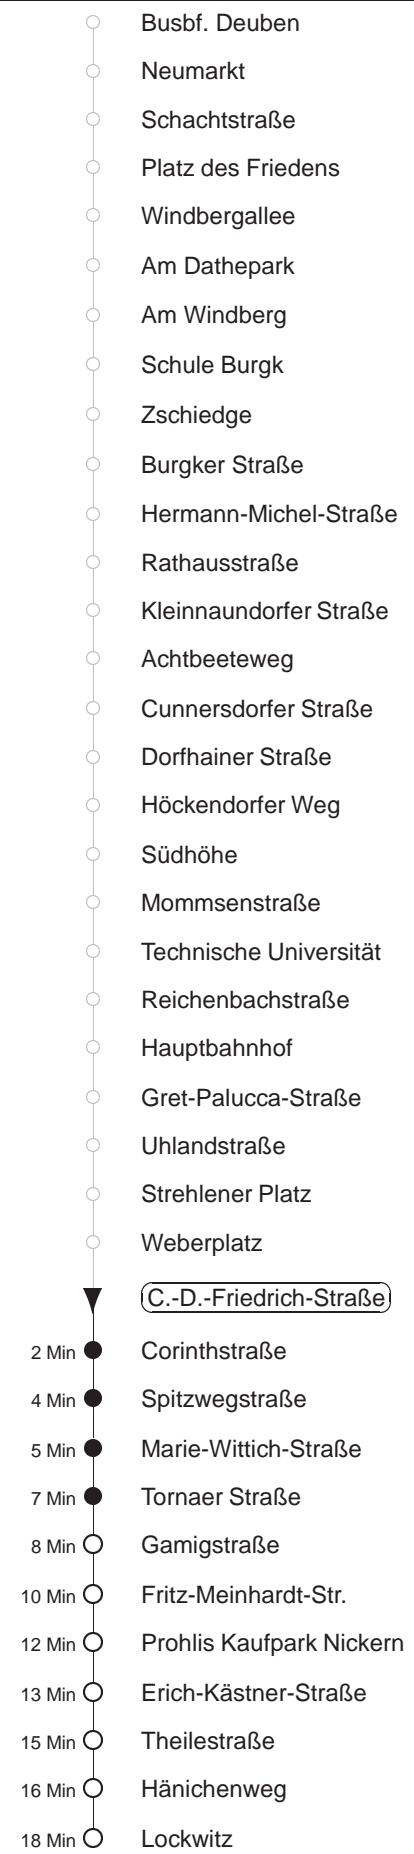 Busbf. Deuben
Neumarkt
Schachtstraße
Platz des Friedens
Windbergallee
Am Dathepark
Am Windberg
Schule Burgk
Zschiedge
Burgker Straße
Hermann-Michel-Straße
Rathausstraße
Kleinnaundorfer Straße
Achtbeeteweg
Cunnersdorfer Straße
Dorfhainer Straße
Höckendorfer Weg
Südhöhe
Mommsenstraße
Technische Universität
Reichenbachstraße
Hauptbahnhof
Gret-Palucca-Straße
Uhlandstraße
Strehlener Platz
Weberplatz
C.-D.-Friedrich-Straße
2 Min Corinthstraße
4 Min Spitzwegstraße
5 Min Marie-Wittich-Straße
7 Min Tornaer Straße
8 Min Gamigstraße
10 Min Fritz-Meinhardt-Str.
12 Min Prohlis Kaufpark Nickern
13 Min Erich-Kästner-Straße
15 Min Theilestraße
16 Min Hänichenweg
18 Min Lockwitz